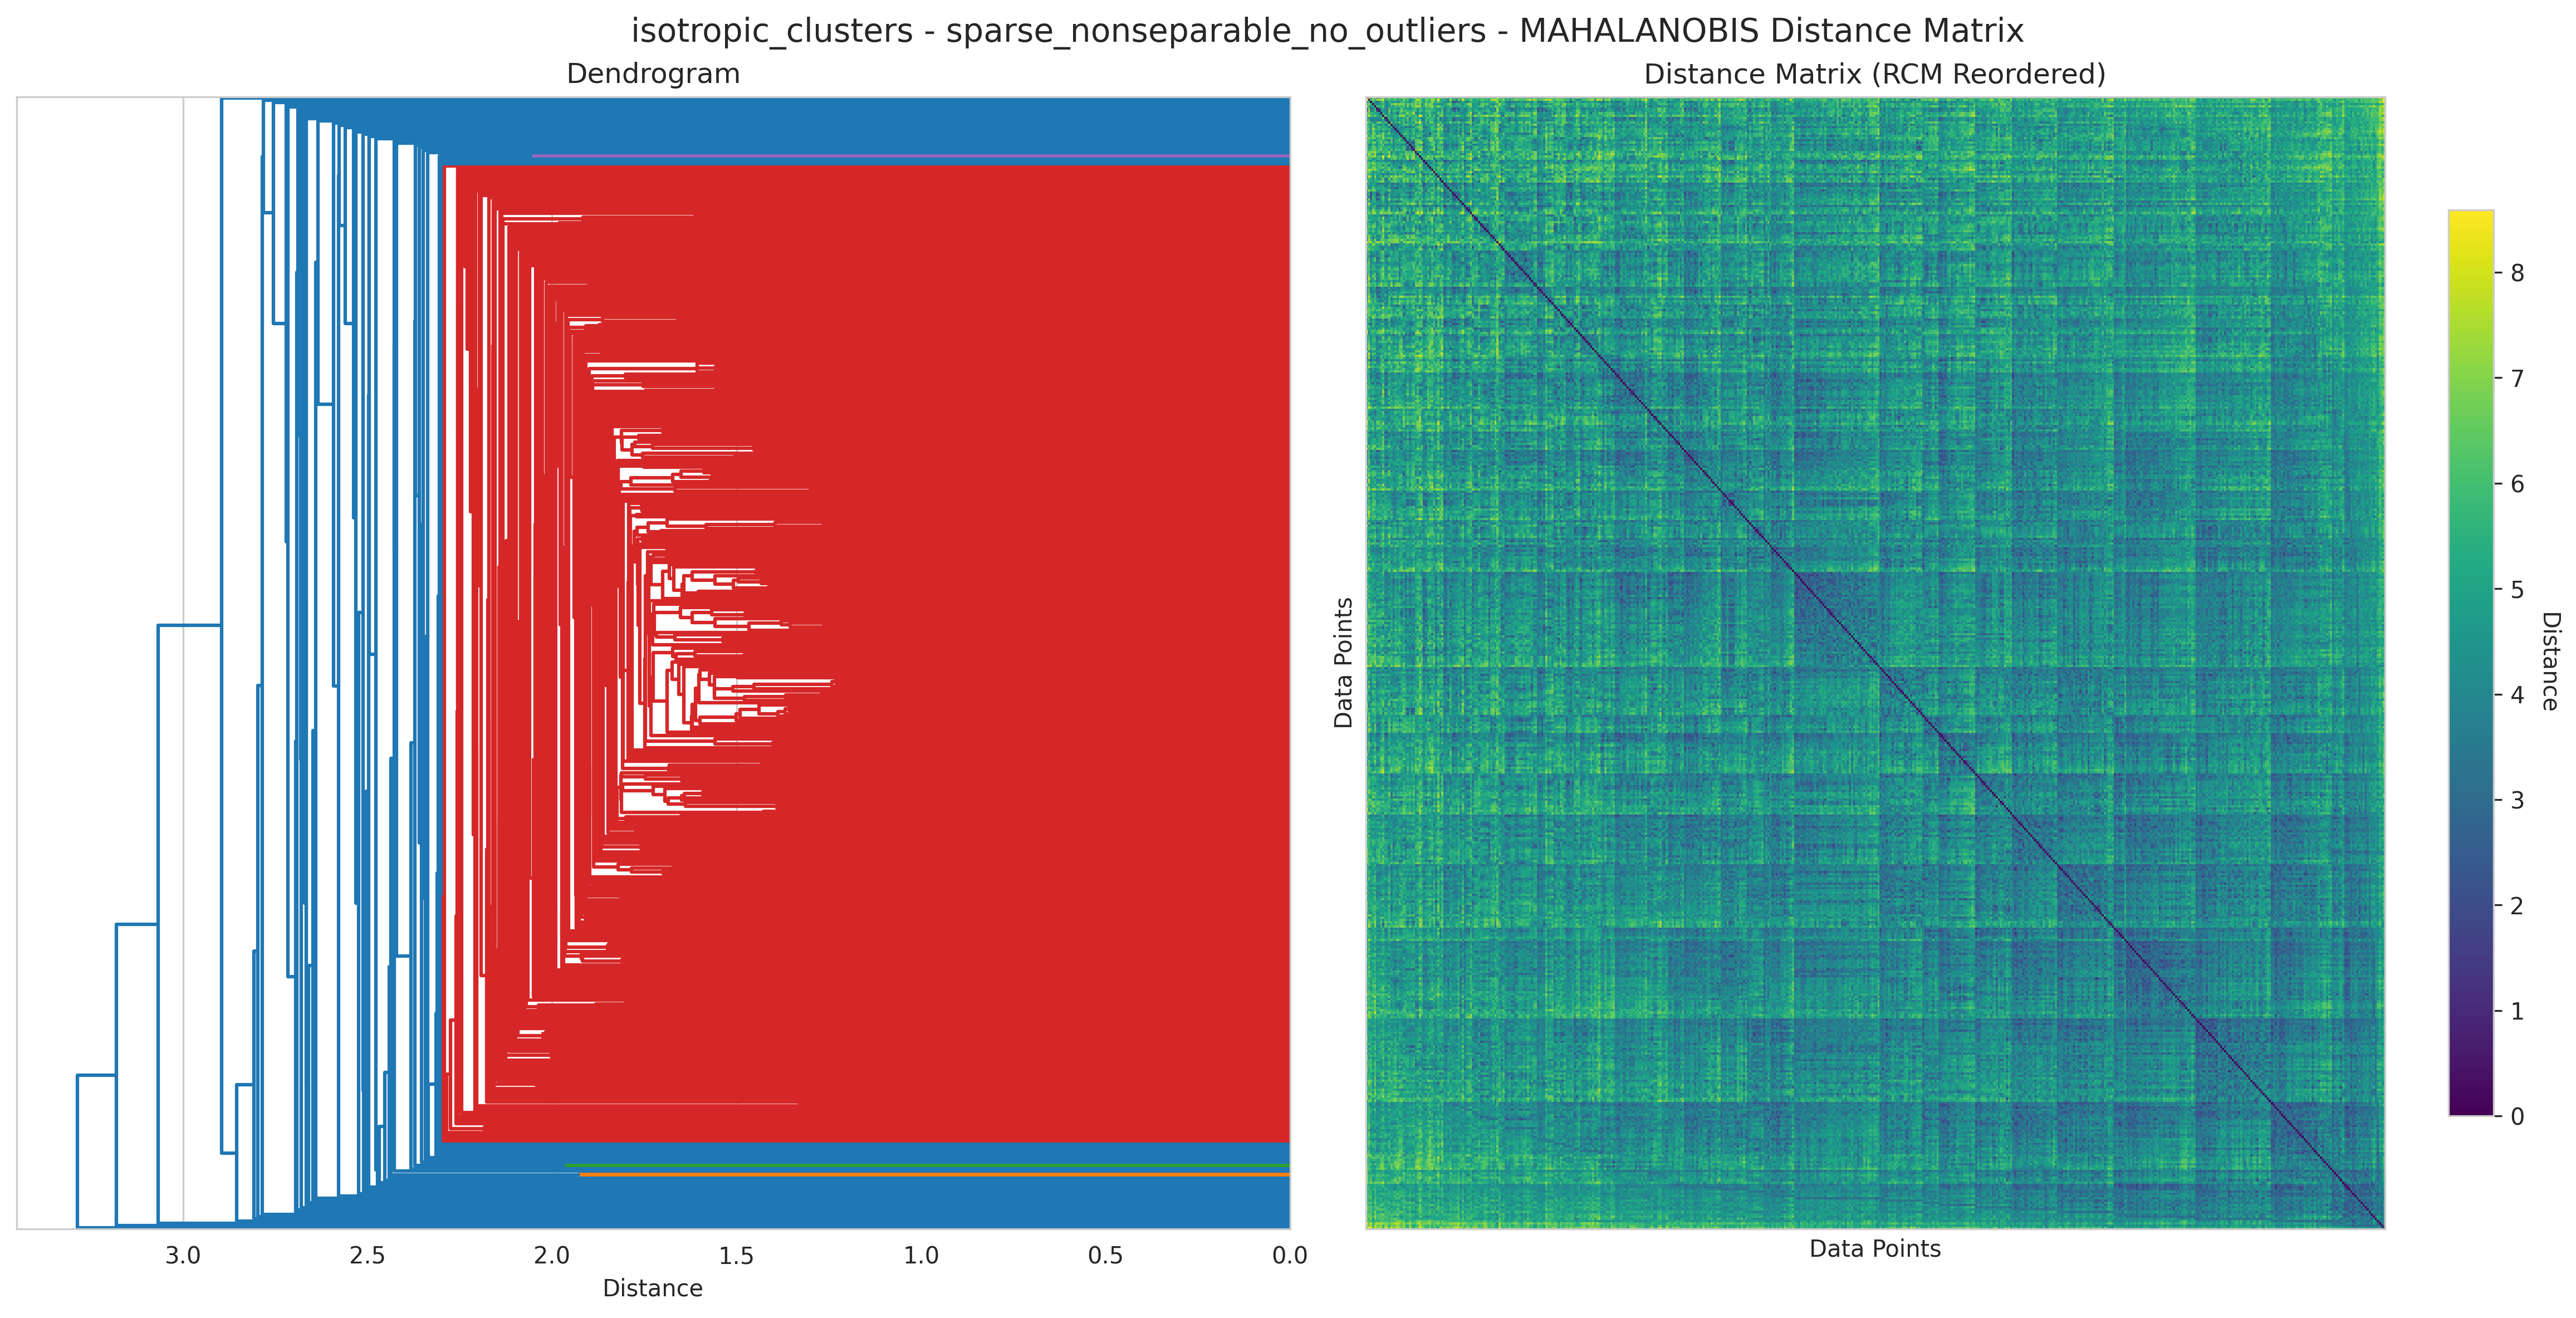 isotropic_clusters - sparse_nonseparable_no_outliers - MAHALANOBIS Distance Matrix
Dendrogram
3.0 2.5 2.0 1.5 1.0 0.5 0.0
Distance
Distance Matrix (RCM Reordered)
Data Points
Data Points
8
7
6
5
4
3
2
1
0
Distance